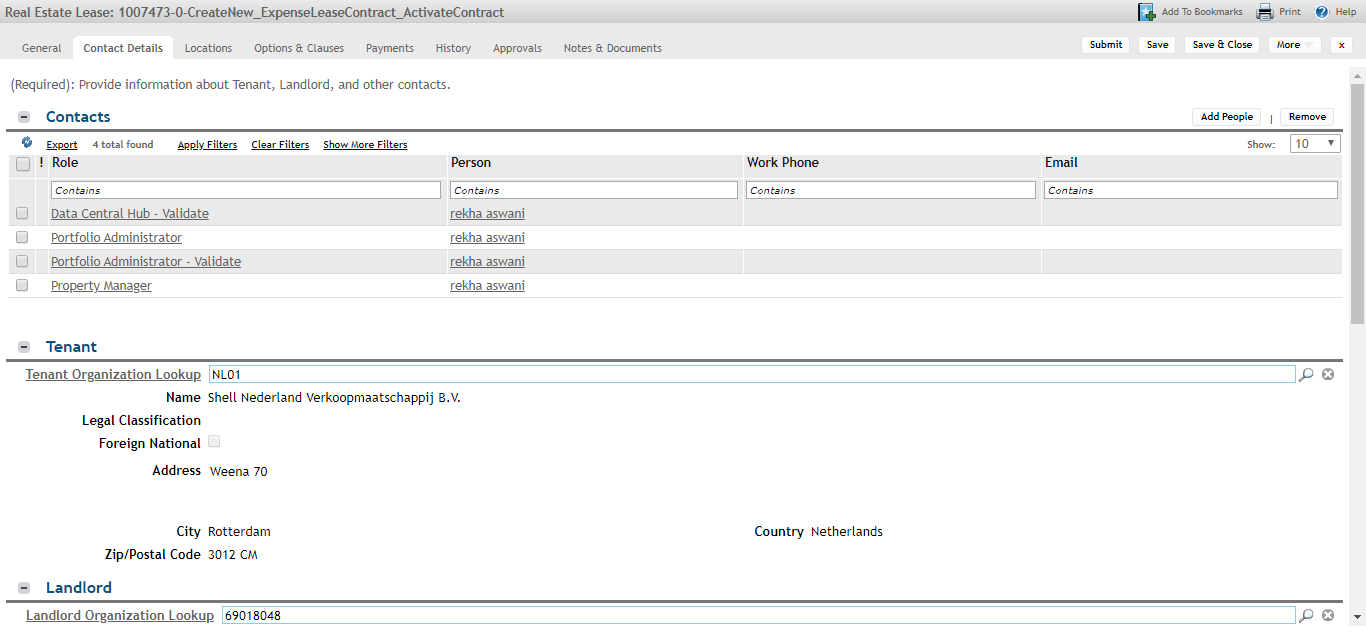 Real Estate Lease: 1007473-0-CreateNew_ExpenseLeaseContract_ActivateContract Add To Bookmarks Print ? Help
General Contact Details Locations Options & Clauses Payments History Approvals Notes & Documents Submit Save Save & Close More x
(Required): Provide information about Tenant, Landlord, and other contacts.
Contacts Add People | Remove
Export 4 total found Apply Filters Clear Filters Show More Filters Show: 10
! Role Person Work Phone Email
Contains Contains Contains Contains
Data Central Hub - Validate rekha aswani
Portfolio Administrator rekha aswani
Portfolio Administrator - Validate rekha aswani
Property Manager rekha aswani
Tenant
Tenant Organization Lookup NL01
Name Shell Nederland Verkoopmaatschappij B.V.
Legal Classification
Foreign National
Address Weena 70
City Rotterdam Country Netherlands
Zip/Postal Code 3012 CM
Landlord
Landlord Organization Lookup 69018048